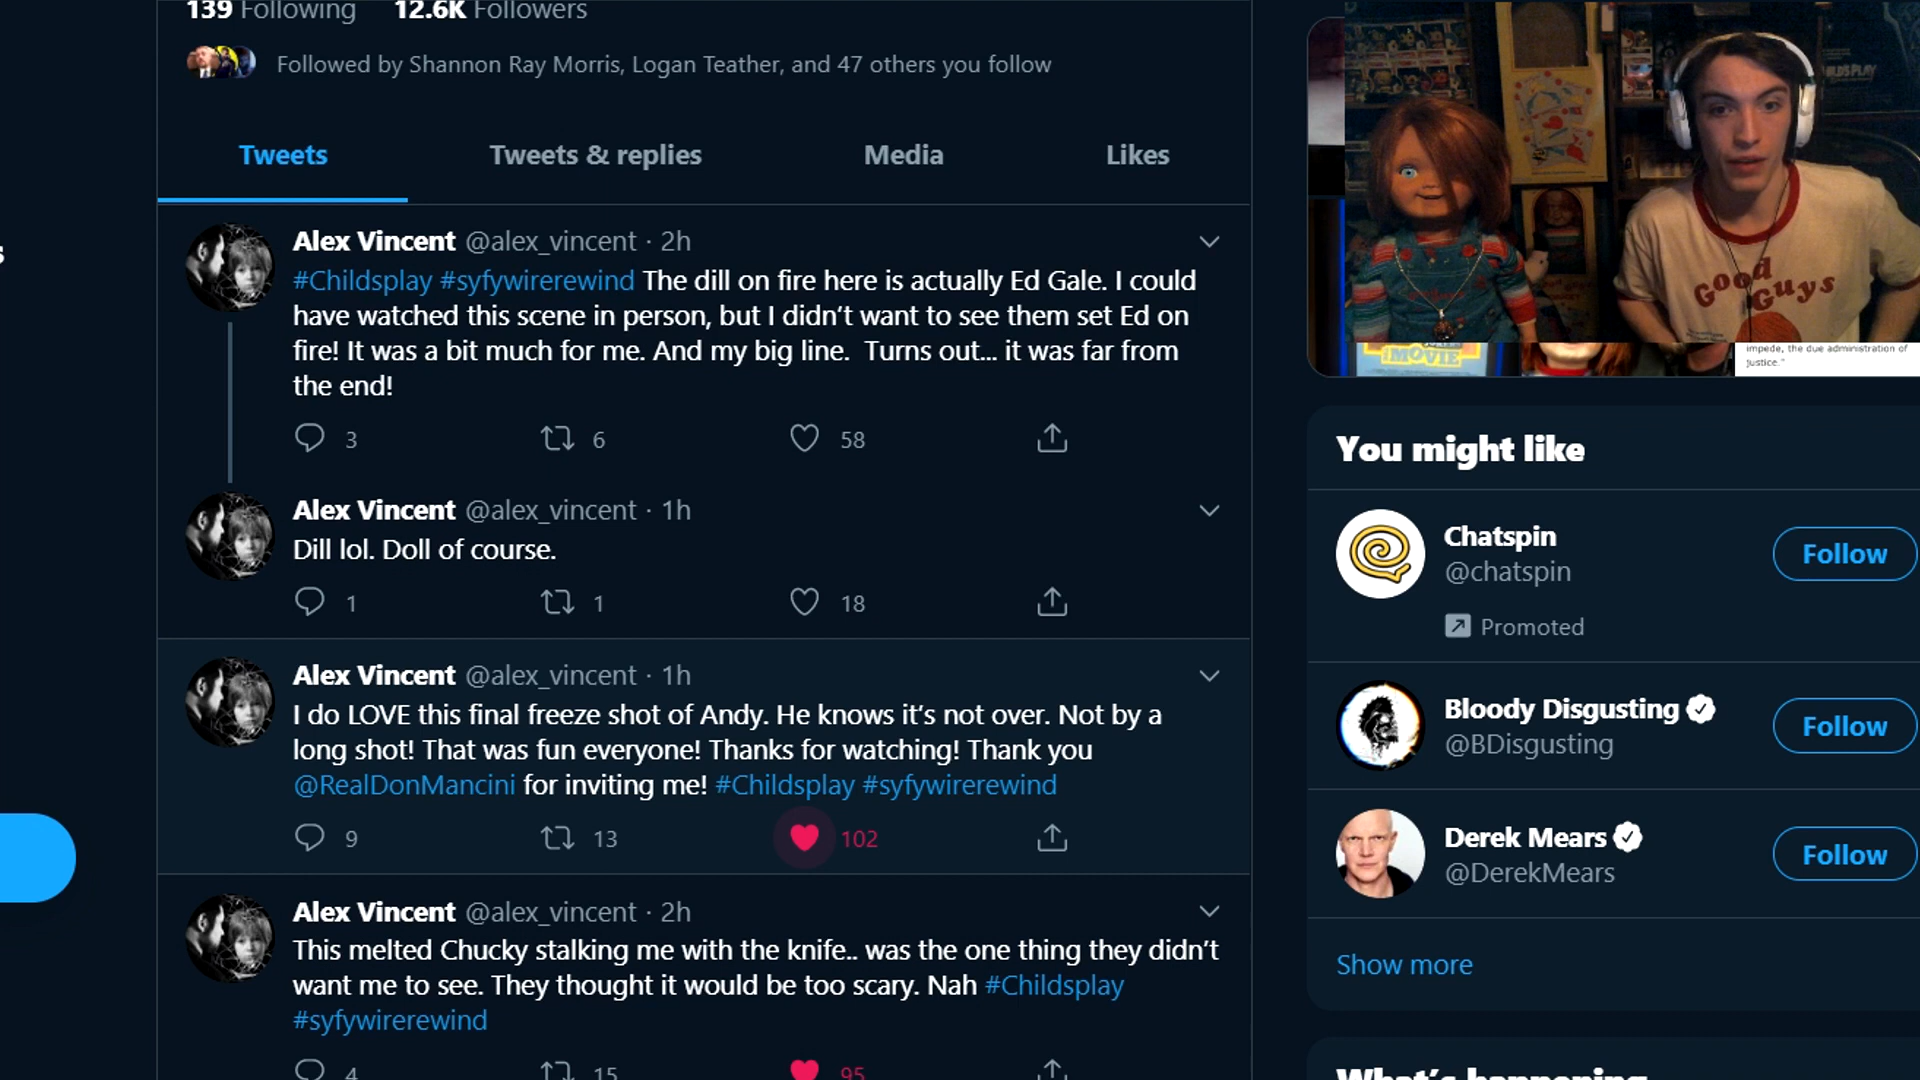 139 Following 12.6K Followers
Followed by Shannon Ray Morris, Logan Teather, and 47 others you follow
Tweets Tweets & replies Media Likes
Alex Vincent @alex_vincent · 2h
#Childsplay #syfywirerewind The dill on fire here is actually Ed Gale. I could
have watched this scene in person, but I didn't want to see them set Ed on
fire! It was a bit much for me. And my big line. Turns out... it was far from
the end!
3 6 58
Alex Vincent @alex_vincent · 1h
Dill lol. Doll of course.
1 1 18
Alex Vincent @alex_vincent · 1h
I do LOVE this final freeze shot of Andy. He knows it's not over. Not by a
long shot! That was fun everyone! Thanks for watching! Thank you
@RealDonMancini for inviting me! #Childsplay #syfywirerewind
9 13 102
Alex Vincent @alex_vincent · 2h
This melted Chucky stalking me with the knife.. was the one thing they didn't
want me to see. They thought it would be too scary. Nah #Childsplay
#syfywirerewind
4 15 95
Good
Guys
MOVIE
impede, the due administration of
justice."
You might like
Chatspin
@chatspin
Follow
Promoted
Bloody Disgusting
@BDisgusting
Follow
Derek Mears
@DerekMears
Follow
Show more
What's happening